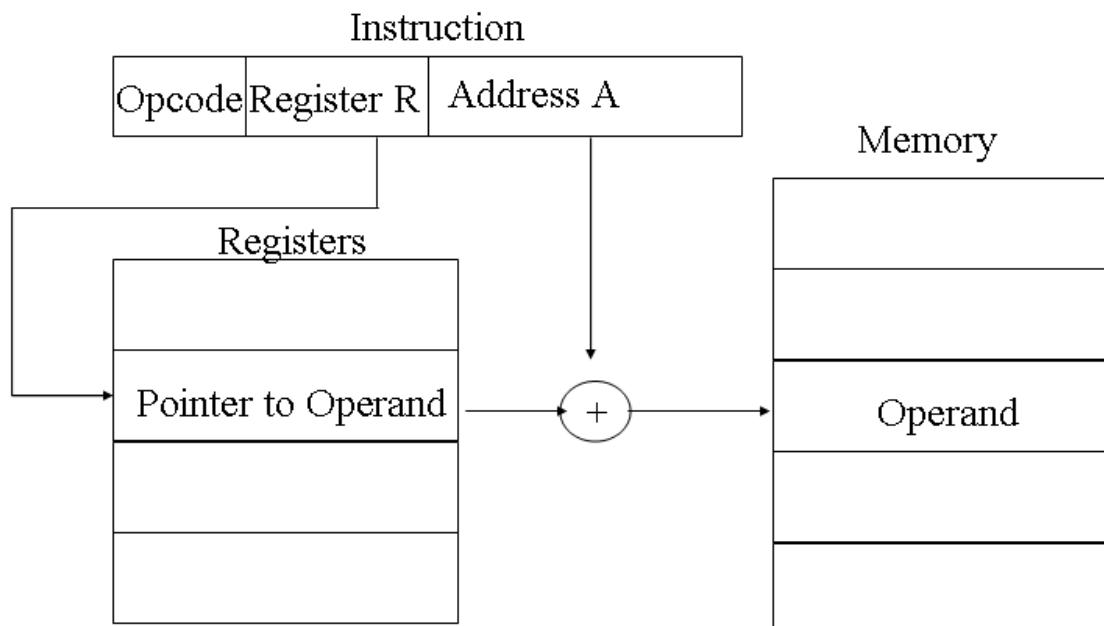 Instruction
Opcode Register R Address A
Memory
Registers
Pointer to Operand + Operand